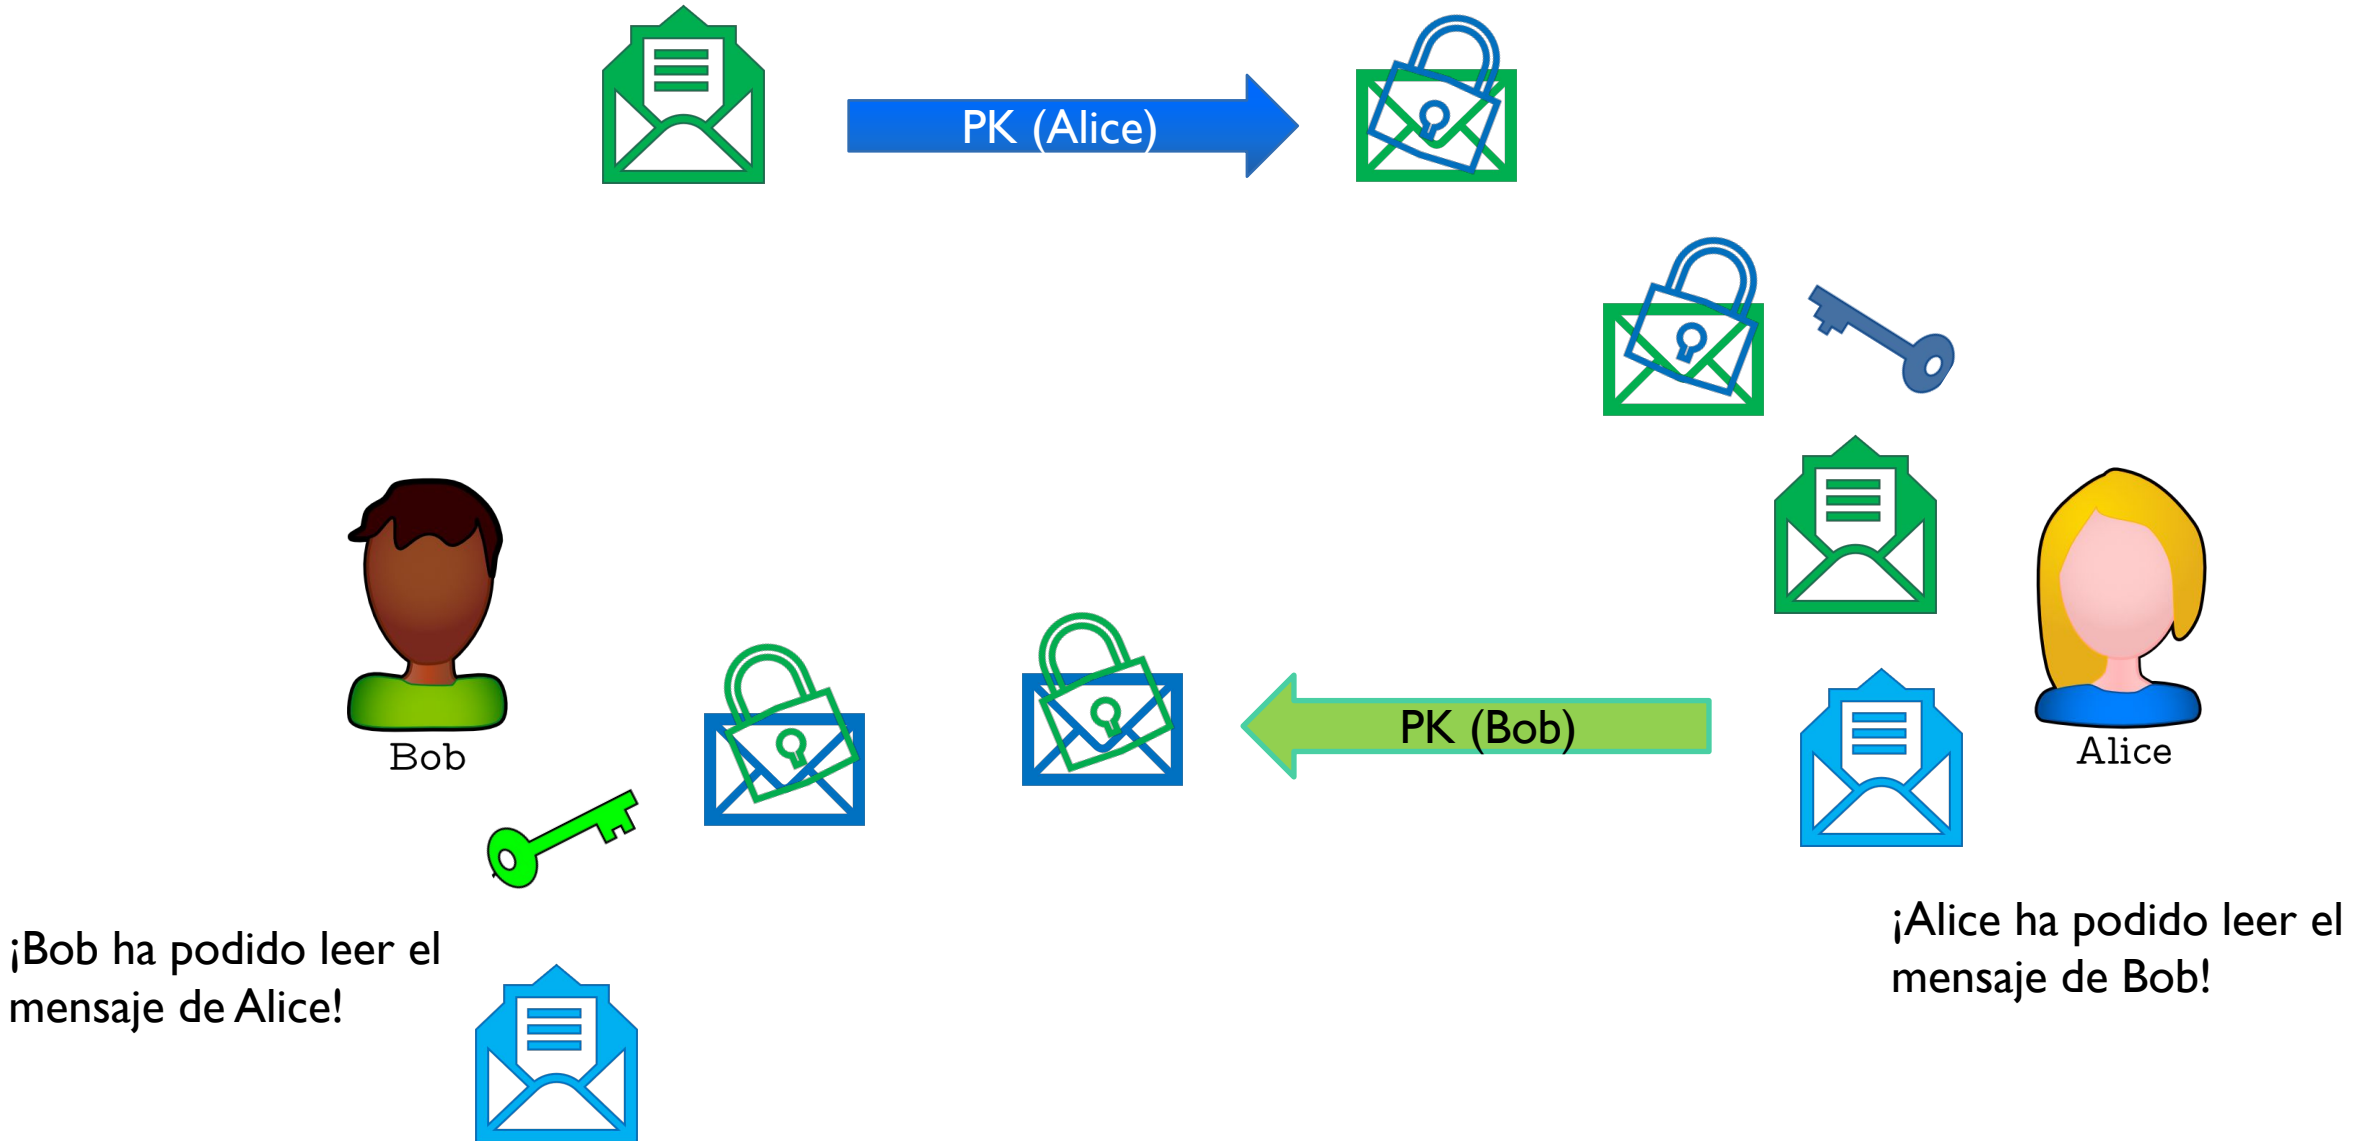 PK (Alice)
Bob
PK (Bob)
Alice
¡Bob ha podido leer el
mensaje de Alice!
¡Alice ha podido leer el
mensaje de Bob!